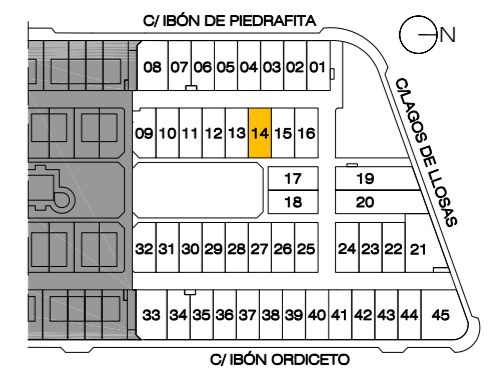 C/ IBÓN DE PIEDRAFITA
N
08 07 06 05 04 03 02 01
C/LAGOS DE LLOSAS
09 10 11 12 13 14 15 16
17 19
18 20
32 31 30 29 28 27 26 25 24 23 22 21
33 34 35 36 37 38 39 40 41 42 43 44 45
C/ IBÓN ORDICETO